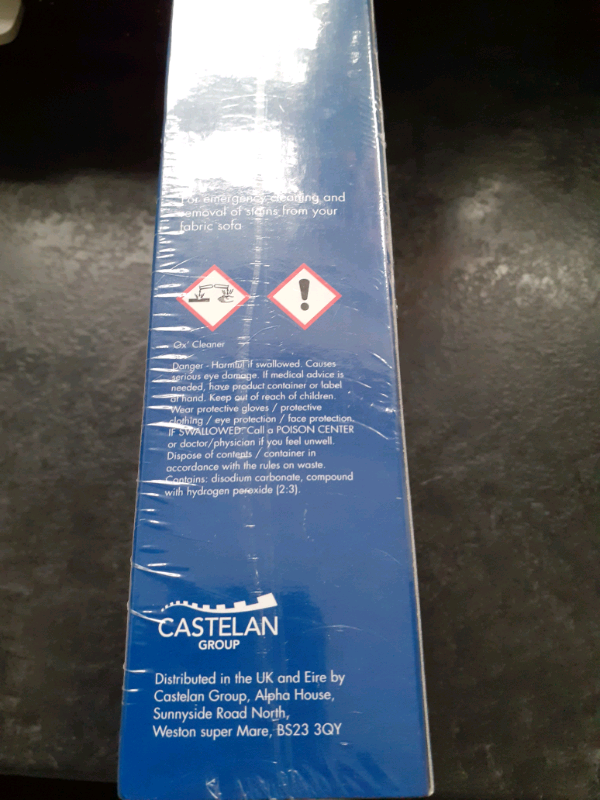 For emergency cleaning and
removal of stains from your
fabric sofa
Ox' Cleaner
Danger - Harmful if swallowed. Causes
serious eye damage. If medical advice is
needed, have product container or label
at hand. Keep out of reach of children.
Wear protective gloves / protective
clothing / eye protection / face protection.
IF SWALLOWED: Call a POISON CENTER
or doctor/physician if you feel unwell.
Dispose of contents / container in
accordance with the rules on waste.
Contains: disodium carbonate, compound
with hydrogen peroxide (2:3).
CASTELAN
GROUP
Distributed in the UK and Eire by
Castelan Group, Alpha House,
Sunnyside Road North,
Weston super Mare, BS23 3QY